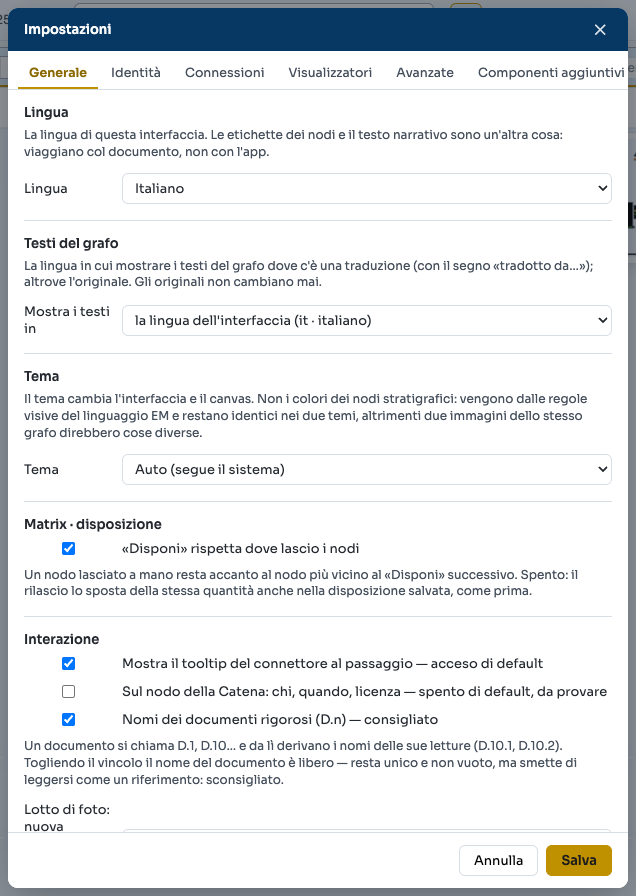 Impostazioni
Generale Identità Connessioni Visualizzatori Avanzate Componenti aggiuntivi
Lingua
La lingua di questa interfaccia. Le etichette dei nodi e il testo narrativo sono un'altra cosa:
viaggiano col documento, non con l'app.
Lingua Italiano
Testi del grafo
La lingua in cui mostrare i testi del grafo dove c'è una traduzione (con il segno «tradotto da…»);
altrove l'originale. Gli originali non cambiano mai.
Mostra i testi
in
la lingua dell'interfaccia (it · italiano)
Tema
Il tema cambia l'interfaccia e il canvas. Non i colori dei nodi stratigrafici: vengono dalle regole
visive del linguaggio EM e restano identici nei due temi, altrimenti due immagini dello stesso
grafo direbbero cose diverse.
Tema Auto (segue il sistema)
Matrix · disposizione
«Disponi» rispetta dove lascio i nodi
Un nodo lasciato a mano resta accanto al nodo più vicino al «Disponi» successivo. Spento: il
rilascio lo sposta della stessa quantità anche nella disposizione salvata, come prima.
Interazione
Mostra il tooltip del connettore al passaggio — acceso di default
Sul nodo della Catena: chi, quando, licenza — spento di default, da provare
Nomi dei documenti rigorosi (D.n) — consigliato
Un documento si chiama D.1, D.10… e da lì derivano i nomi delle sue letture (D.10.1, D.10.2).
Togliendo il vincolo il nome del documento è libero — resta unico e non vuoto, ma smette di
leggersi come un riferimento: sconsigliato.
Lotto di foto:
nuova
Annulla Salva